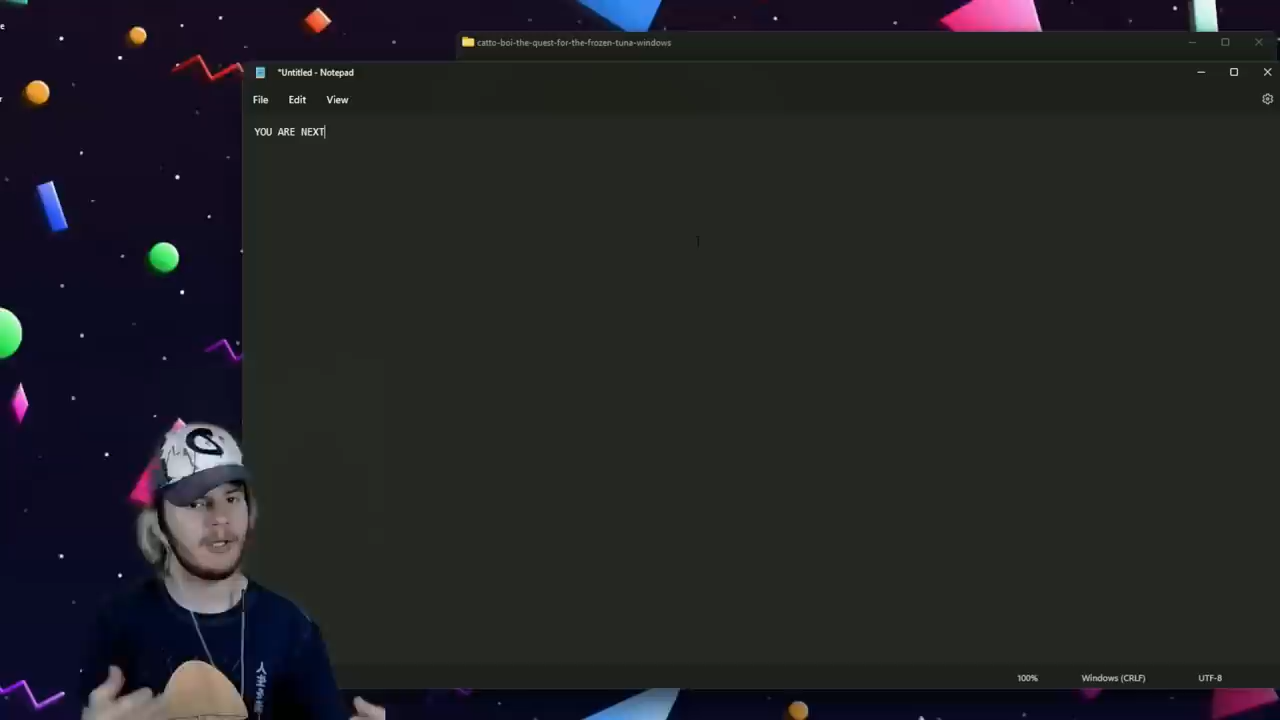 catto-boi-the-quest-for-the-frozen-tuna-windows
*Untitled - Notepad
File Edit View
YOU ARE NEXT
100% Windows (CRLF) UTF-8